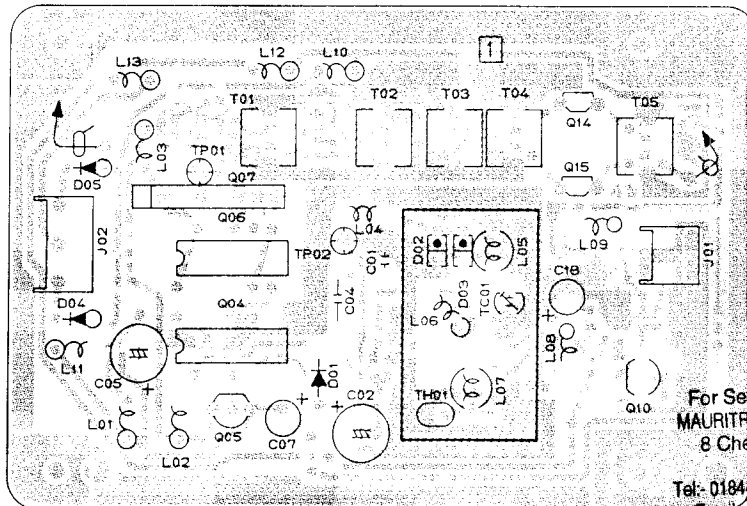 L13
L12
L10
1
T01
T02
T03
T04
Q14
T05
L03
TP01
Q07
Q15
D05
Q06
L04
L09
J02
TP02
C01
D02
L05
J01
C18
D04
Q04
C04
L06
D03
TC01
L08
L11
C05
D01
C02
TH01
L07
Q10
L01
L02
Q05
C07
For Se
MAURITR
8 Che
Tel:- 0184